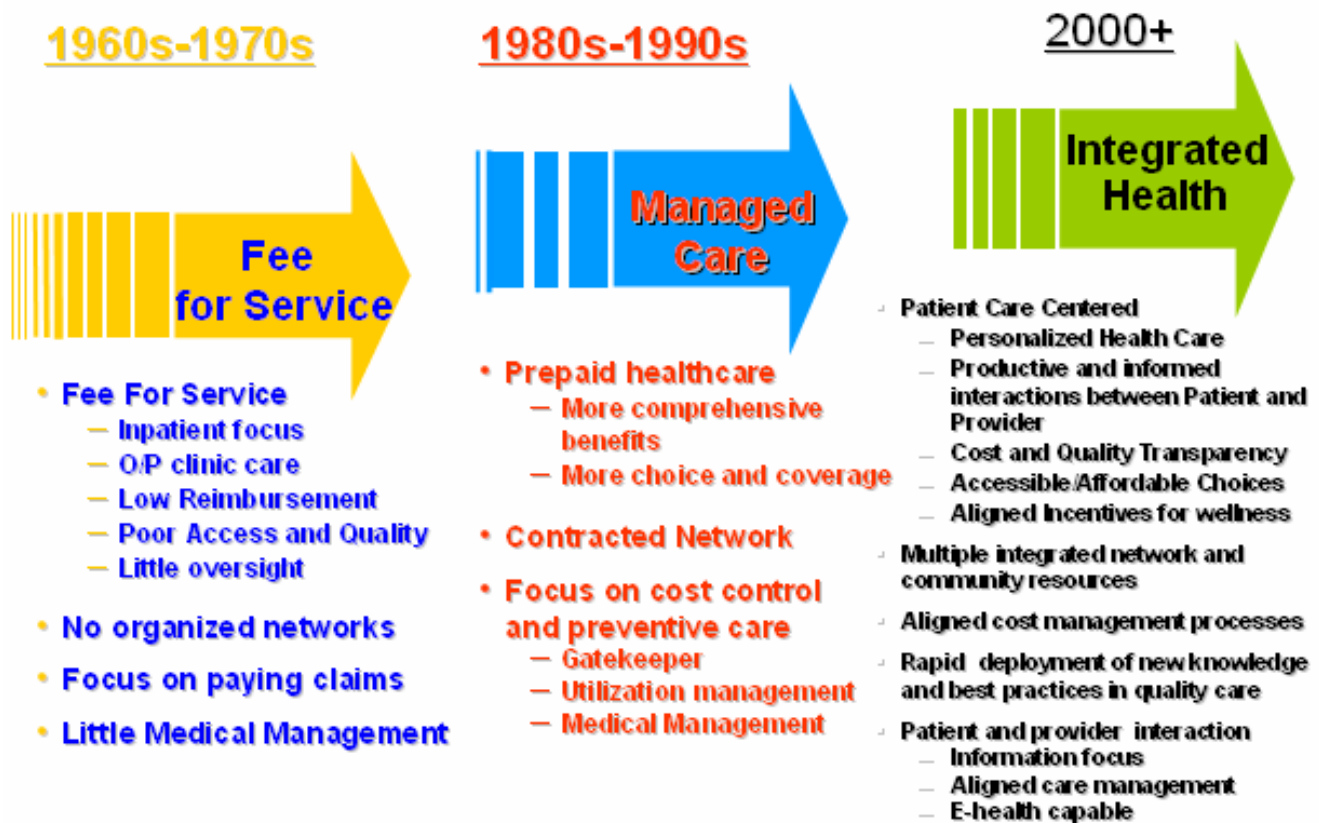 1960s-1970s
Fee
for Service
• Fee For Service
— Inpatient focus
— O/P clinic care
— Low Reimbursement
— Poor Access and Quality
— Little oversight
• No organized networks
• Focus on paying claims
• Little Medical Management
1980s-1990s
Managed
Care
• Prepaid healthcare
— More comprehensive
benefits
— More choice and coverage
• Contracted Network
• Focus on cost control
and preventive care
— Gatekeeper
— Utilization management
— Medical Management
2000+
Integrated
Health
Patient Care Centered
— Personalized Health Care
— Productive and informed
interactions between Patient and
Provider
— Cost and Quality Transparency
— Accessible/Affordable Choices
— Aligned Incentives for wellness
Multiple integrated network and
community resources
Aligned cost management processes
Rapid deployment of new knowledge
and best practices in quality care
Patient and provider interaction
— Information focus
— Aligned care management
— E-health capable